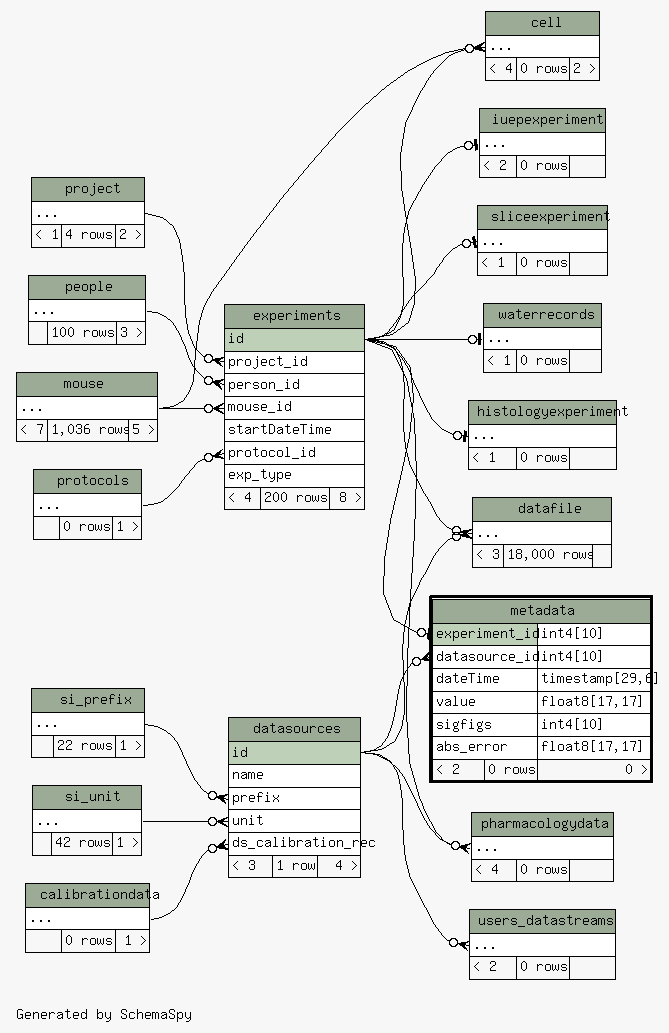 cell
...
< 4 0 rows 2 >
iuepexperiment
...
< 2 0 rows
sliceexperiment
...
< 1 0 rows
waterrecords
...
< 1 0 rows
histologyexperiment
...
< 1 0 rows
datafile
...
< 3 18,000 rows
project
...
< 1 4 rows 2 >
people
...
100 rows 3 >
mouse
...
< 7 1,036 rows 5 >
protocols
...
0 rows 1 >
experiments
id
project_id
person_id
mouse_id
startDateTime
protocol_id
exp_type
< 4 200 rows 8 >
metadata
experiment_id int4[10]
datasource_id int4[10]
dateTime timestamp[29,6]
value float8[17,17]
sigfigs int4[10]
abs_error float8[17,17]
< 2 0 rows 0 >
si_prefix
...
22 rows 1 >
si_unit
...
42 rows 1 >
calibrationdata
...
0 rows 1 >
datasources
id
name
prefix
unit
ds_calibration_rec
< 3 1 row 4 >
pharmacologydata
...
< 4 0 rows
users_datastreams
...
< 2 0 rows
Generated by SchemaSpy